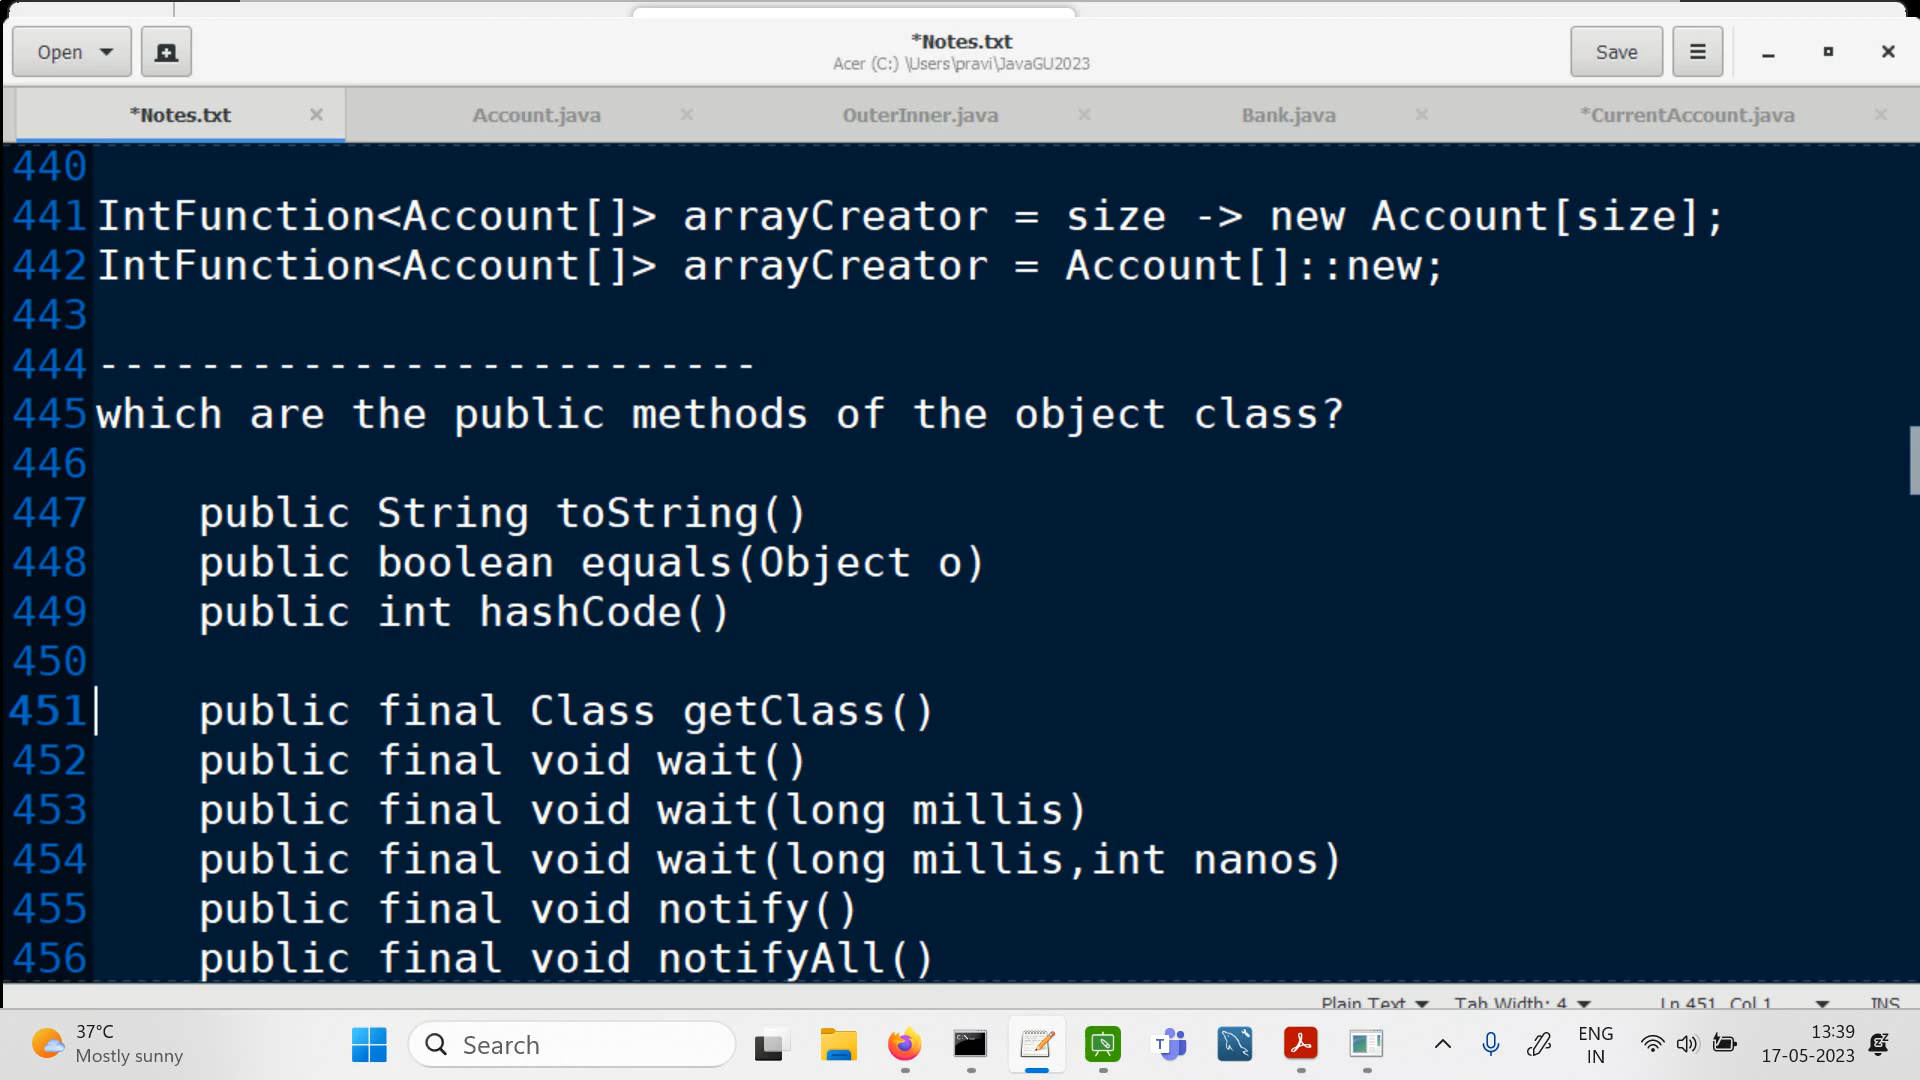 *Notes.txt
Open
Acer (C:) \Users\pravi\JavaGU2023
Save
*Notes.txt
Account.java
OuterInner.java
Bank.java
*CurrentAccount.java
440
441 IntFunction<Account[]> arrayCreator = size -> new Account[size];
442 IntFunction<Account[]> arrayCreator = Account[]::new;
443
444 --------------------------
445 which are the public methods of the object class?
446
447 public String toString()
448 public boolean equals(Object o)
449 public int hashCode()
450
451 public final Class getClass()
452 public final void wait()
453 public final void wait(long millis)
454 public final void wait(long millis,int nanos)
455 public final void notify()
456 public final void notifyAll()
Plain Text Tab Width: 4 Ln 451, Col 1 INS
37°C
Mostly sunny
Search
ENG
IN
13:39
17-05-2023